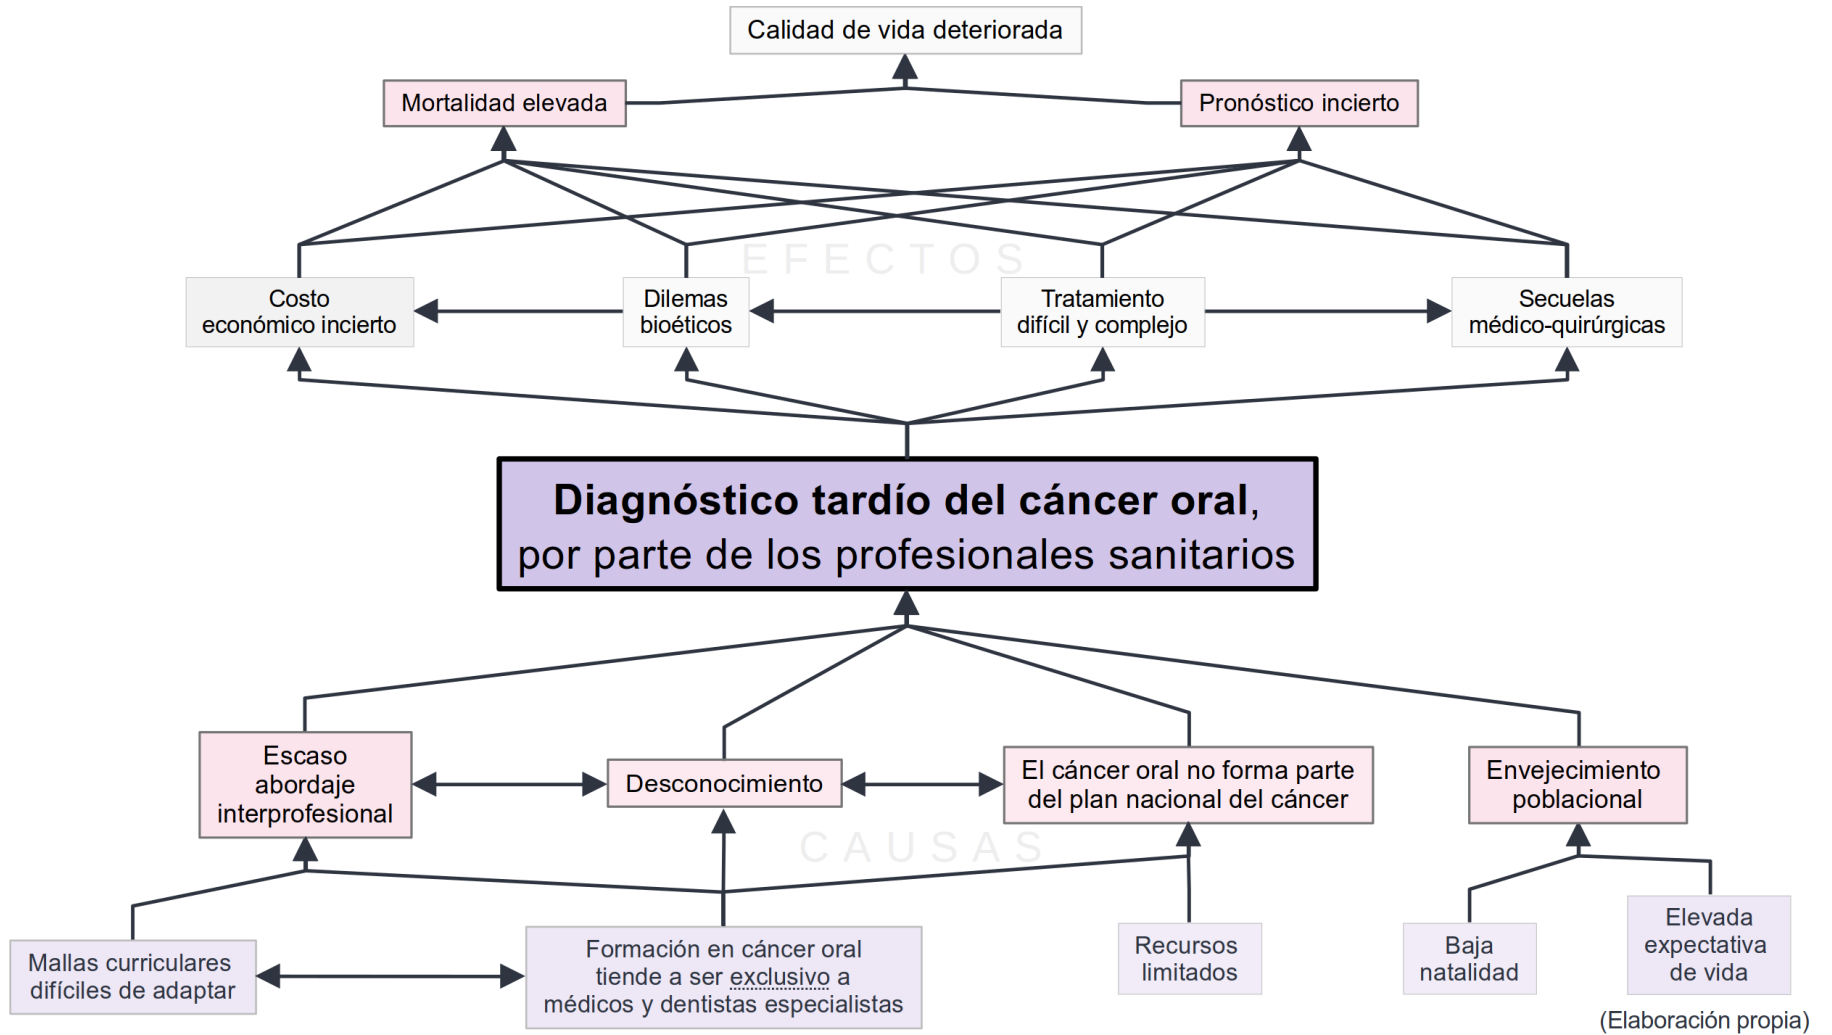 Calidad de vida deteriorada
Mortalidad elevada
Pronóstico incierto
EFECTOS
Costo
económico incierto
Dilemas
bioéticos
Tratamiento
difícil y complejo
Secuelas
médico-quirúrgicas
Diagnóstico tardío del cáncer oral,
por parte de los profesionales sanitarios
Escaso
abordaje
interprofesional
Desconocimiento
El cáncer oral no forma parte
del plan nacional del cáncer
Envejecimiento
poblacional
CAUSAS
Mallas curriculares
difíciles de adaptar
Formación en cáncer oral
tiende a ser exclusivo a
médicos y dentistas especialistas
Recursos
limitados
Baja
natalidad
Elevada
expectativa
de vida
(Elaboración propia)